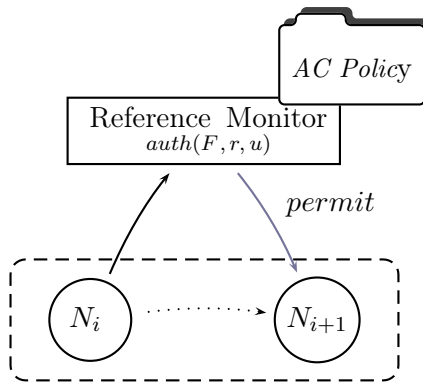 AC Policy
Reference Monitor
auth(F, r, u)
permit
N_i
N_{i+1}